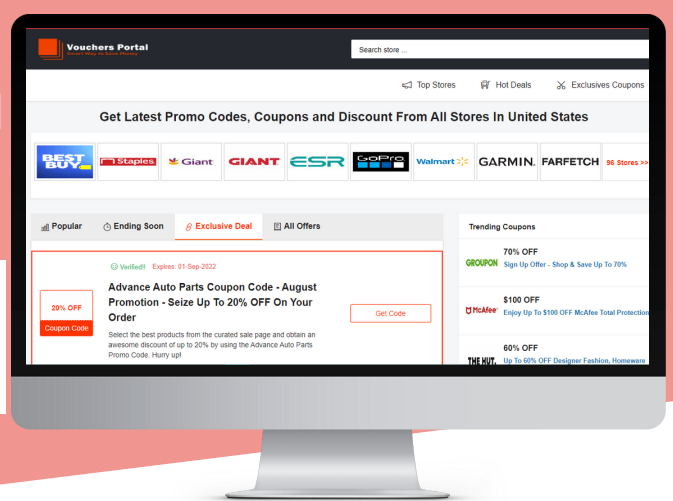 Vouchers Portal
Smart Way to Save Money
Search store ...
Top Stores
Hot Deals
Exclusives Coupons
Get Latest Promo Codes, Coupons and Discount From All Stores In United States
BEST BUY
Staples
Giant
GIANT
ESR
GoPro
Walmart
GARMIN.
FARFETCH
96 Stores >>
Popular
Ending Soon
Exclusive Deal
All Offers
Trending Coupons
Verified!! Expires: 01-Sep-2022
Advance Auto Parts Coupon Code - August
Promotion - Seize Up To 20% OFF On Your
Order
20% OFF
Coupon Code
Get Code
Select the best products from the curated sale page and obtain an
awesome discount of up to 20% by using the Advance Auto Parts
Promo Code. Hurry up!
GROUPON
70% OFF
Sign Up Offer - Shop & Save Up To 70%
McAfee
$100 OFF
Enjoy Up To $100 OFF McAfee Total Protection
THE HUT.
60% OFF
Up To 60% OFF Designer Fashion, Homeware